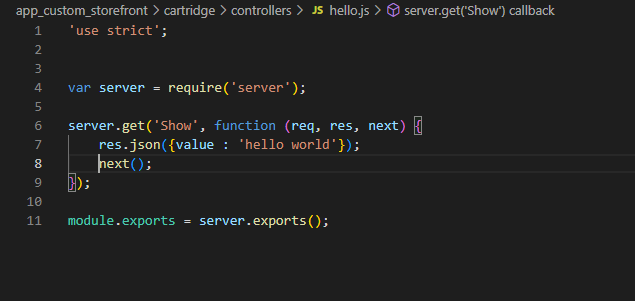 app_custom_storefront > cartridge > controllers > JS hello.js > server.get('Show') callback
1 'use strict';
2
3
4 var server = require('server');
5
6 server.get('Show', function (req, res, next) {
7 res.json({value : 'hello world'});
8 next();
9 });
10
11 module.exports = server.exports();